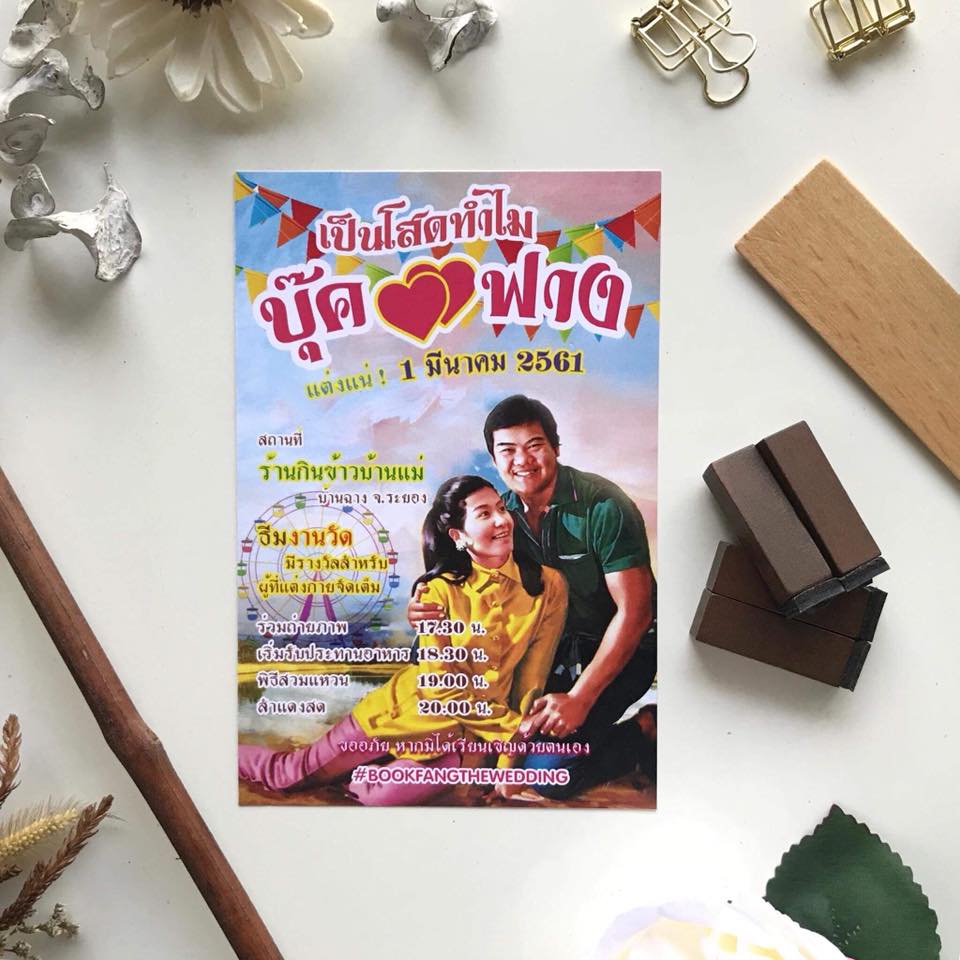 เป็นโสดทำไม
บุ๊ค ฟาง
แต่งแน่ ! 1 มีนาคม 2561
สถานที่
ร้านกินข้าวบ้านแม่
บ้านฉาง จ.ระยอง
ธีมงานวัด
มีรางวัลสำหรับ
ผู้ที่แต่งกายจัดเต็ม
ร่วมถ่ายภาพ 17.30 น.
เริ่มรับประทานอาหาร 18.30 น.
พิธีสวมแหวน 19.00 น.
สำแดงสด 20.00 น.
ขออภัย หากมิได้เรียนเชิญด้วยตนเอง
#BOOKFANGTHEWEDDING